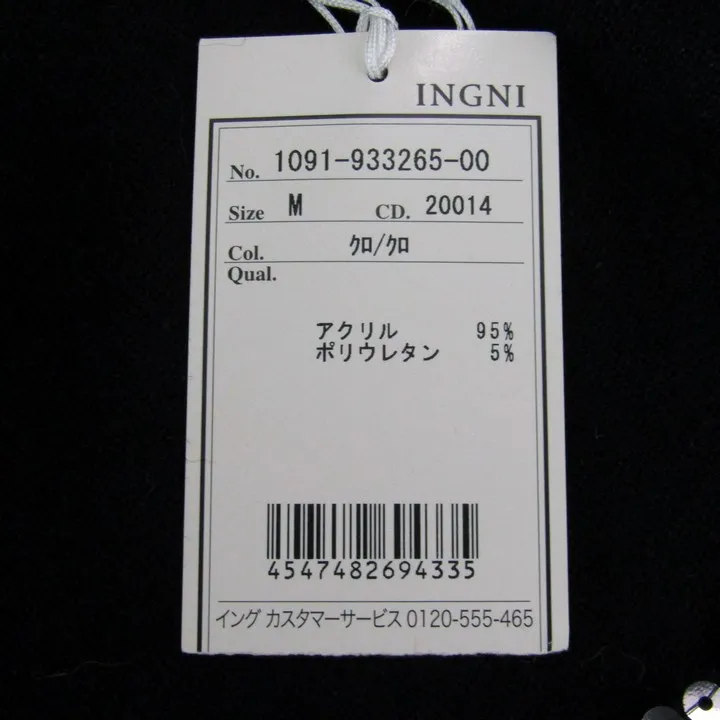 INGNI
No. 1091-933265-00
Size M CD. 20014
Col. ｸﾛ/ｸﾛ
Qual.
アクリル 95%
ポリウレタン 5%
4547482694335
イング カスタマーサービス 0120-555-465